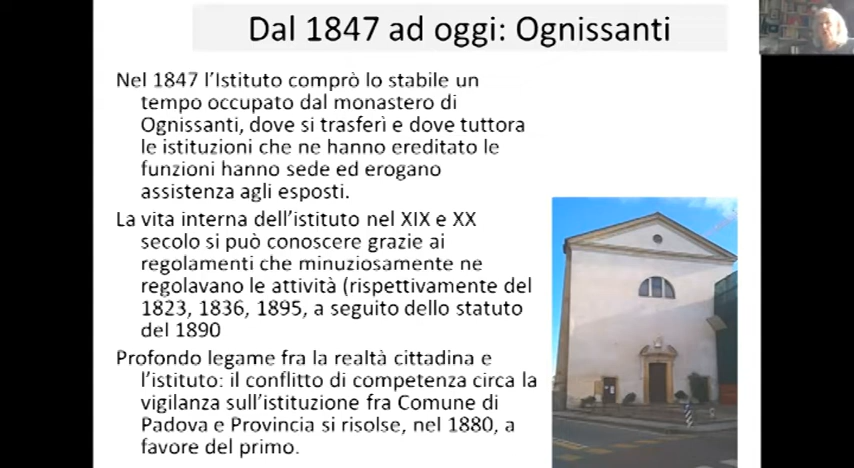 Dal 1847 ad oggi: Ognissanti
Nel 1847 l'Istituto comprò lo stabile un
tempo occupato dal monastero di
Ognissanti, dove si trasferì e dove tuttora
le istituzioni che ne hanno ereditato le
funzioni hanno sede ed erogano
assistenza agli esposti.
La vita interna dell'istituto nel XIX e XX
secolo si può conoscere grazie ai
regolamenti che minuziosamente ne
regolavano le attività (rispettivamente del
1823, 1836, 1895, a seguito dello statuto
del 1890
Profondo legame fra la realtà cittadina e
l'istituto: il conflitto di competenza circa la
vigilanza sull'istituzione fra Comune di
Padova e Provincia si risolse, nel 1880, a
favore del primo.